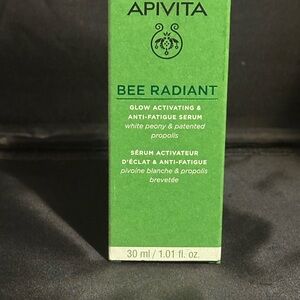 APIVITA
BEE RADIANT
GLOW ACTIVATING &
ANTI-FATIGUE SERUM
white peony & patented
propolis
SÉRUM ACTIVATEUR
D'ÉCLAT & ANTI-FATIGUE
pivoine blanche & propolis
brevetée
30 ml / 1.01 fl. oz.